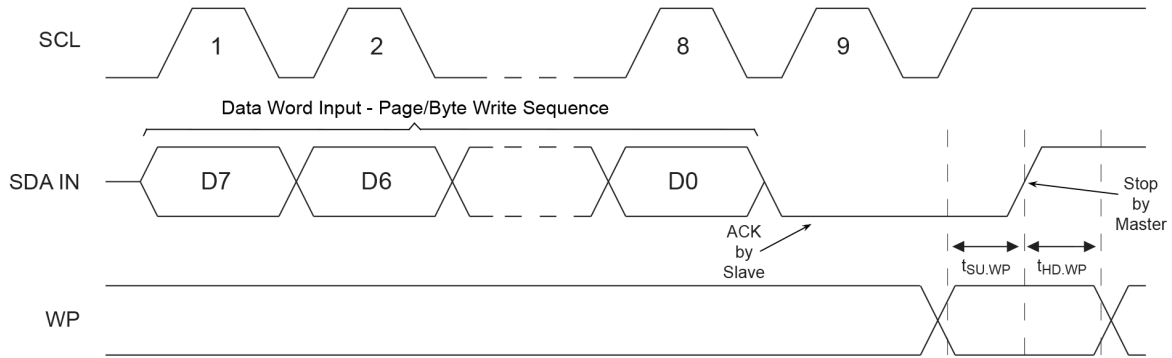 SCL
1
2
8
9
Data Word Input - Page/Byte Write Sequence
SDA IN
D7
D6
D0
Stop
by
Master
ACK
by
Slave
tSU.WP
tHD.WP
WP